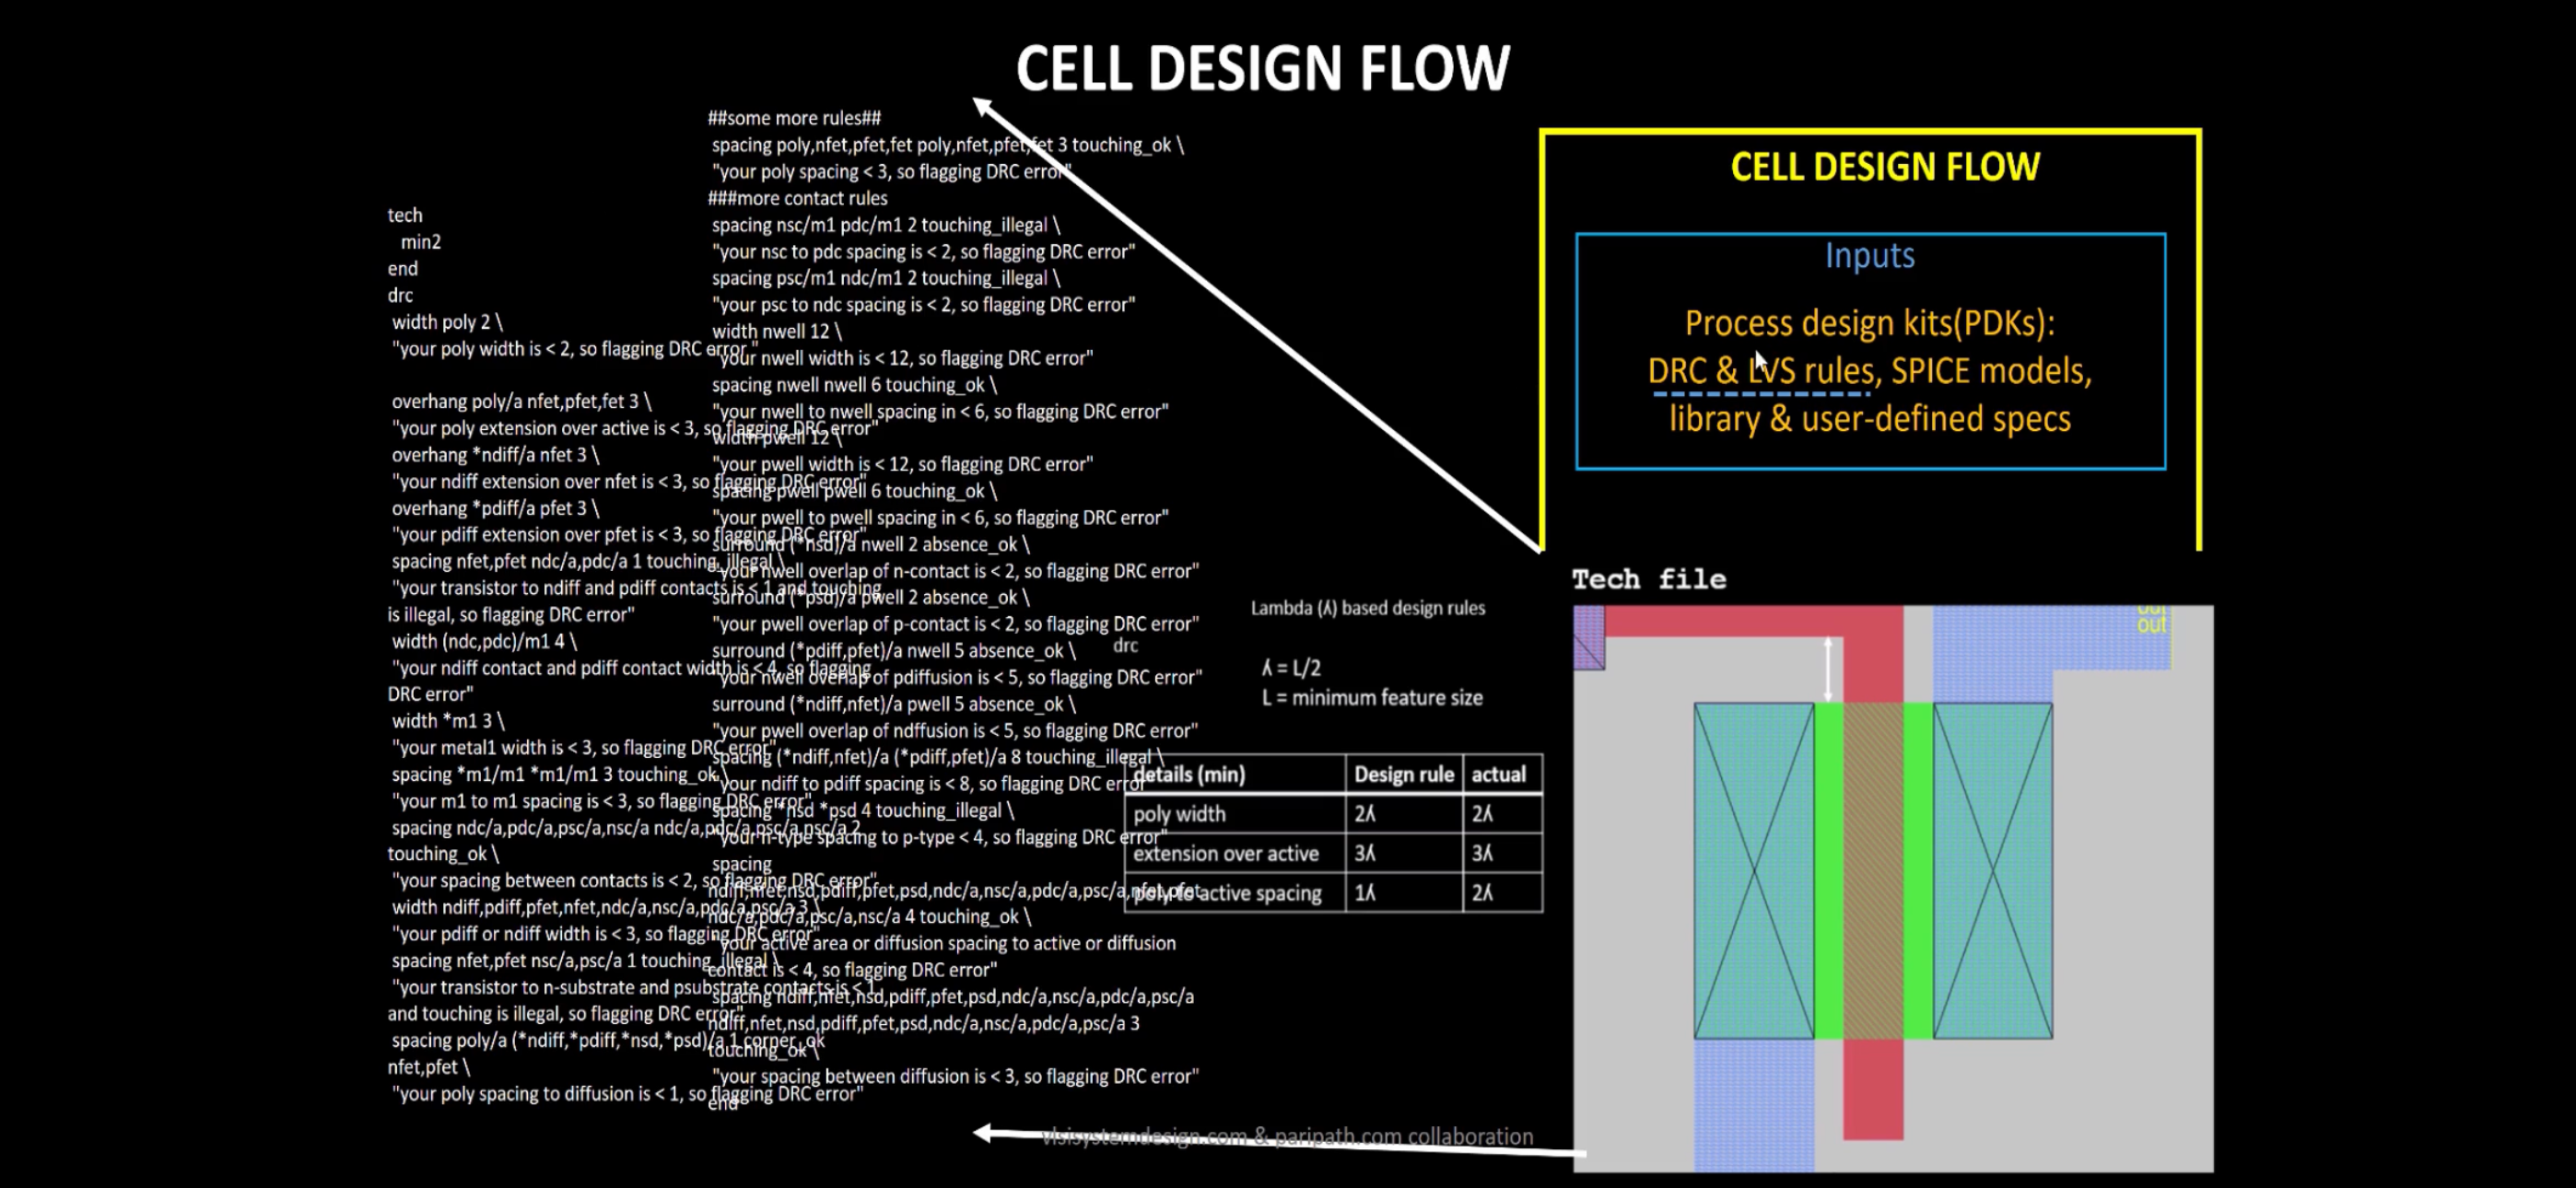 CELL DESIGN FLOW
tech
min2
end
drc
width poly 2 \
"your poly width is < 2, so flagging DRC error "
overhang poly/a nfet,pfet,fet 3 \
"your poly extension over active is < 3, so flagging DRC error"
overhang *ndiff/a nfet 3 \
"your ndiff extension over nfet is < 3, so flagging DRC error"
overhang *pdiff/a pfet 3 \
"your pdiff extension over pfet is < 3, so flagging DRC error"
spacing nfet,pfet ndc/a,pdc/a 1 touching_illegal \
"your transistor to ndiff and pdiff contacts is < 1 and touching
is illegal, so flagging DRC error"
width (ndc,pdc)/m1 4 \
"your ndiff contact and pdiff contact width is < 4, so flagging
DRC error"
width *m1 3 \
"your metal1 width is < 3, so flagging DRC error"
spacing *m1/m1 *m1/m1 3 touching_ok \
"your m1 to m1 spacing is < 3, so flagging DRC error"
spacing ndc/a,pdc/a,psc/a,nsc/a ndc/a,pdc/a,psc/a,nsc/a 2
touching_ok \
"your spacing between contacts is < 2, so flagging DRC error"
width ndiff,pdiff,pfet,nfet,ndc/a,nsc/a,pdc/a,psc/a 3 \
"your pdiff or ndiff width is < 3, so flagging DRC error"
spacing nfet,pfet nsc/a,psc/a 1 touching_illegal \
"your transistor to n-substrate and psubstrate contacts is < 1
and touching is illegal, so flagging DRC error"
spacing poly/a (*ndiff,*pdiff,*nsd,*psd)/a 1 corner_ok
nfet,pfet \
"your poly spacing to diffusion is < 1, so flagging DRC error"
##some more rules##
spacing poly,nfet,pfet,fet poly,nfet,pfet,fet 3 touching_ok \
"your poly spacing < 3, so flagging DRC error"
###more contact rules
spacing nsc/m1 pdc/m1 2 touching_illegal \
"your nsc to pdc spacing is < 2, so flagging DRC error"
spacing psc/m1 ndc/m1 2 touching_illegal \
"your psc to ndc spacing is < 2, so flagging DRC error"
width nwell 12 \
"your nwell width is < 12, so flagging DRC error"
spacing nwell nwell 6 touching_ok \
"your nwell to nwell spacing in < 6, so flagging DRC error"
width pwell 12 \
"your pwell width is < 12, so flagging DRC error"
spacing pwell pwell 6 touching_ok \
"your pwell to pwell spacing in < 6, so flagging DRC error"
surround (*nsd)/a nwell 2 absence_ok \
"your nwell overlap of n-contact is < 2, so flagging DRC error"
surround (*psd)/a pwell 2 absence_ok \
"your pwell overlap of p-contact is < 2, so flagging DRC error"
surround (*pdiff,pfet)/a nwell 5 absence_ok \
"your nwell overlap of pdiffusion is < 5, so flagging DRC error"
surround (*ndiff,nfet)/a pwell 5 absence_ok \
"your pwell overlap of ndffusion is < 5, so flagging DRC error"
spacing (*ndiff,nfet)/a (*pdiff,pfet)/a 8 touching_illegal \
"your ndiff to pdiff spacing is < 8, so flagging DRC error"
spacing *nsd *psd 4 touching_illegal \
"your n-type spacing to p-type < 4, so flagging DRC error"
spacing
ndiff,nfet,nsd,pdiff,pfet,psd,ndc/a,nsc/a,pdc/a,psc/a,nfet,pfet
ndc/a,pdc/a,psc/a,nsc/a 4 touching_ok \
"your active area or diffusion spacing to active or diffusion
contact is < 4, so flagging DRC error"
spacing ndiff,nfet,nsd,pdiff,pfet,psd,ndc/a,nsc/a,pdc/a,psc/a
ndiff,nfet,nsd,pdiff,pfet,psd,ndc/a,nsc/a,pdc/a,psc/a 3
touching_ok \
"your spacing between diffusion is < 3, so flagging DRC error"
end
Lambda (ʎ) based design rules
drc
ʎ = L/2
L = minimum feature size
details (min) Design rule actual
poly width 2ʎ 2ʎ
extension over active 3ʎ 3ʎ
poly to active spacing 1ʎ 2ʎ
CELL DESIGN FLOW
Inputs
Process design kits(PDKs):
DRC & LVS rules, SPICE models,
library & user-defined specs
Tech file
out
out
vlsisystemdesign.com & paripath.com collaboration